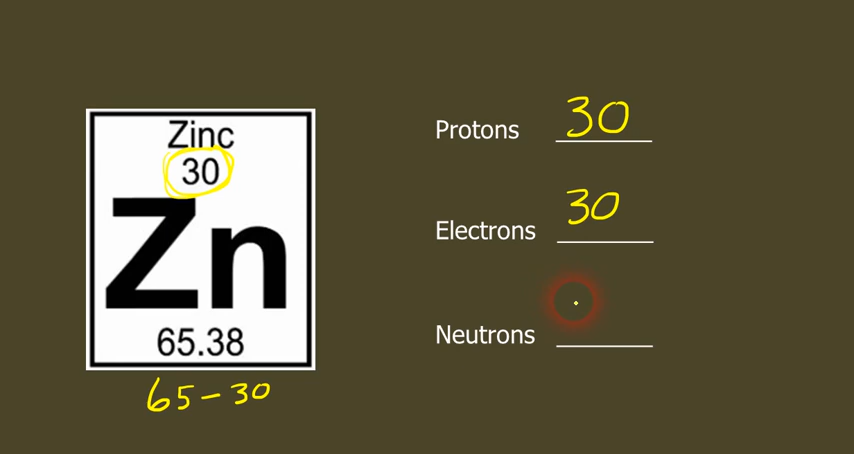 Zinc
30
Zn
65.38
65-30
Protons 30
Electrons 30
Neutrons